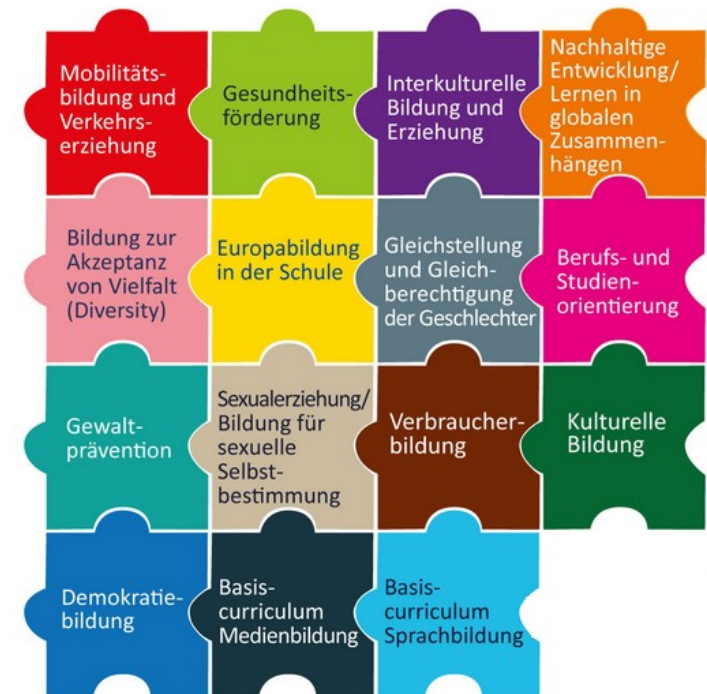 Mobilitäts-
bildung und
Verkehrs-
erziehung
Gesundheits-
förderung
Interkulturelle
Bildung und
Erziehung
Nachhaltige
Entwicklung/
Lernen in
globalen
Zusammen-
hängen
Bildung zur
Akzeptanz
von Vielfalt
(Diversity)
Europabildung
in der Schule
Gleichstellung
und Gleich-
berechtigung
der Geschlechter
Berufs- und
Studien-
orientierung
Gewalt-
prävention
Sexualerziehung/
Bildung für
sexuelle
Selbst-
bestimmung
Verbraucher-
bildung
Kulturelle
Bildung
Demokratie-
bildung
Basis-
curriculum
Medienbildung
Basis-
curriculum
Sprachbildung